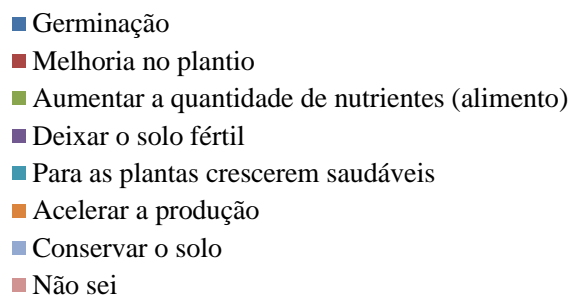 Germinação
Melhoria no plantio
Aumentar a quantidade de nutrientes (alimento)
Deixar o solo fértil
Para as plantas crescerem saudáveis
Acelerar a produção
Conservar o solo
Não sei